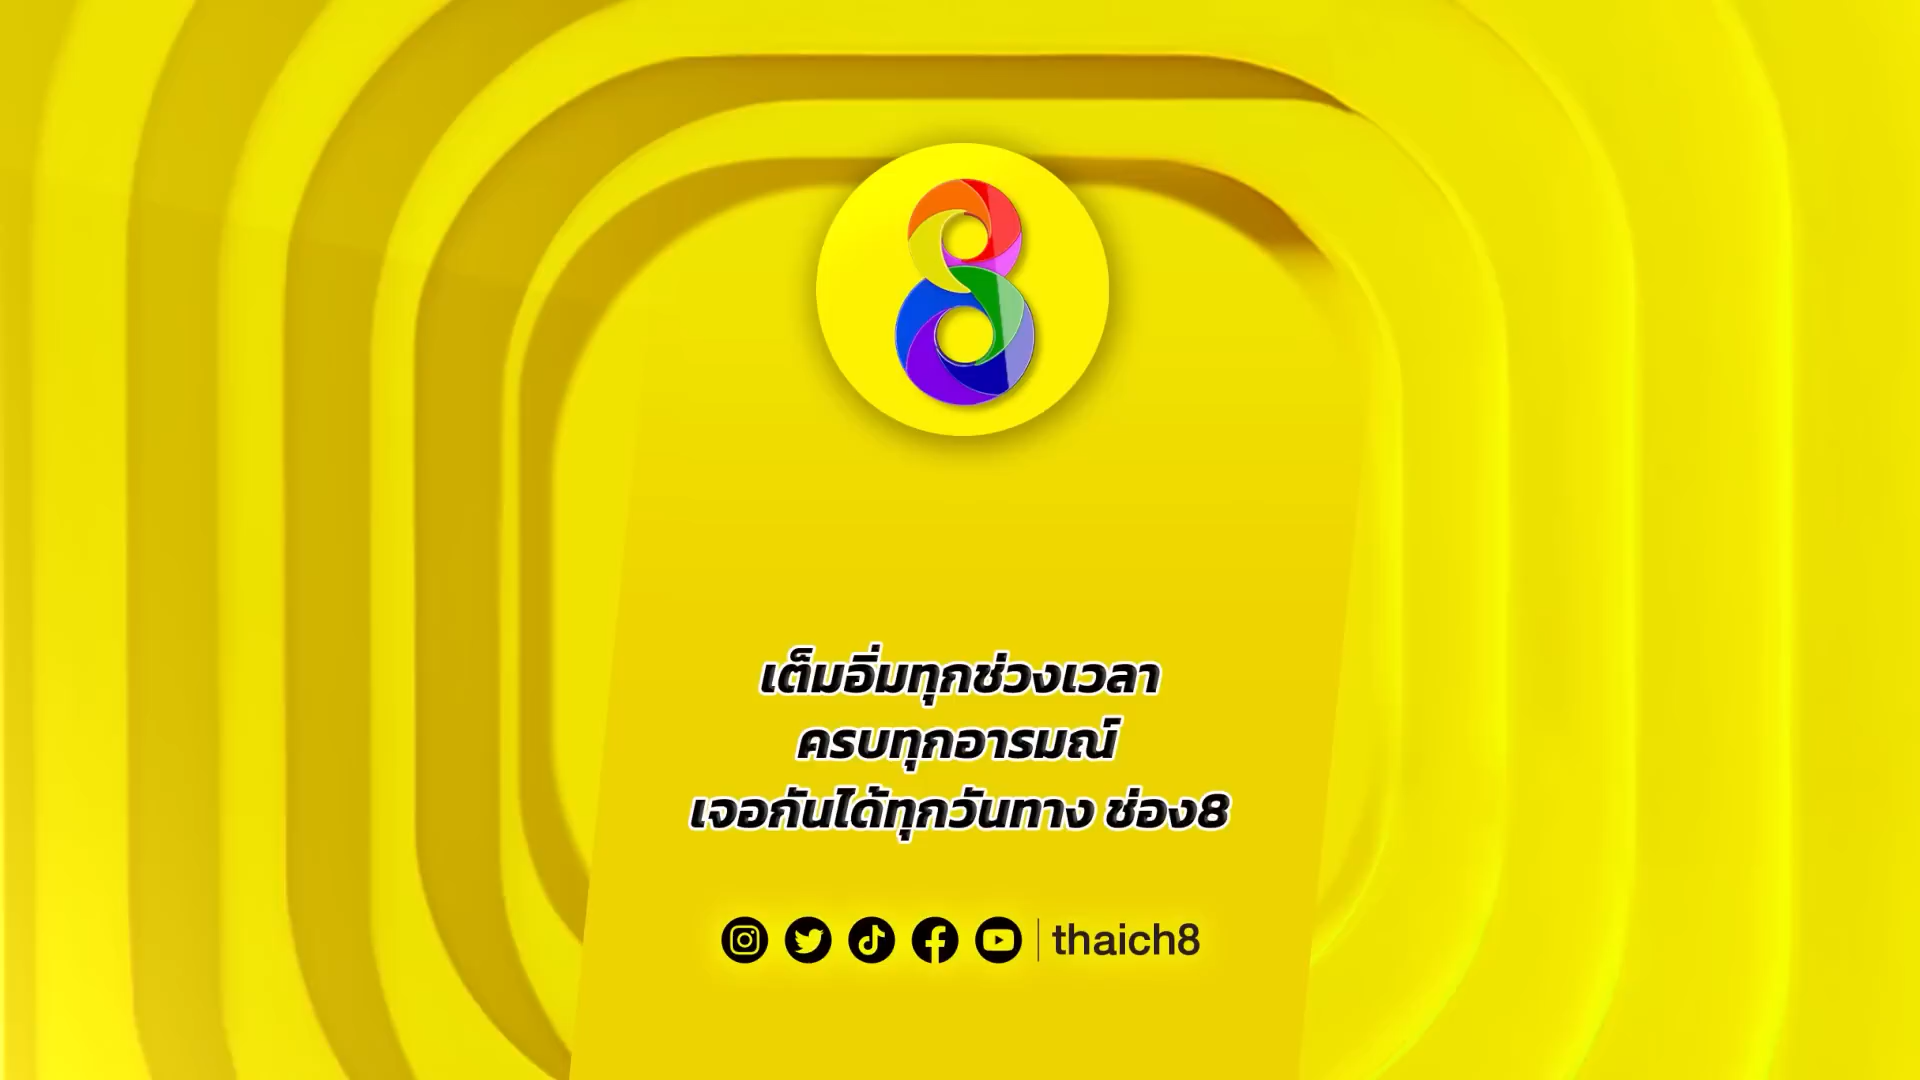 8
เต็มอิ่มทุกช่วงเวลา
ครบทุกอารมณ์
เจอกันได้ทุกวันทาง ช่อง8
thaich8